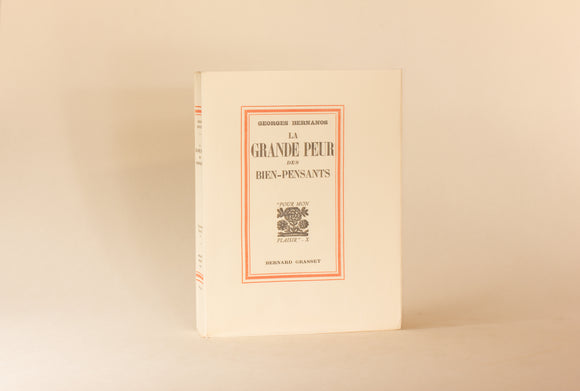 GEORGES BERNANOS
LA
GRANDE PEUR
DES
BIEN-PENSANTS
"POUR MON
PLAISIR" - X
BERNARD GRASSET